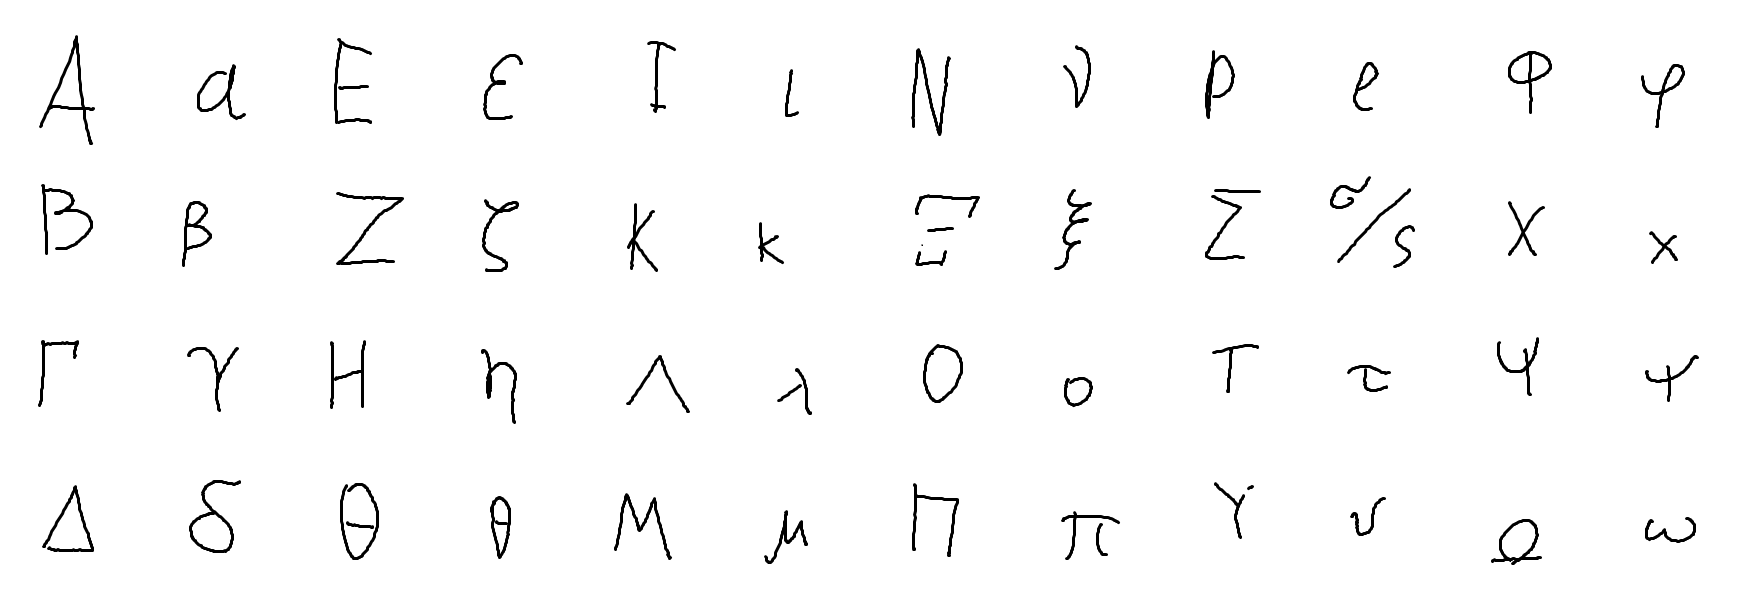 Α α Ε ε Ι ι Ν ν Ρ ρ Φ φ
Β β Ζ ζ Κ κ Ξ ξ Σ σ/ς Χ χ
Γ γ Η η Λ λ Ο ο Τ τ Ψ ψ
Δ δ Θ θ Μ μ Π π Υ υ Ω ω